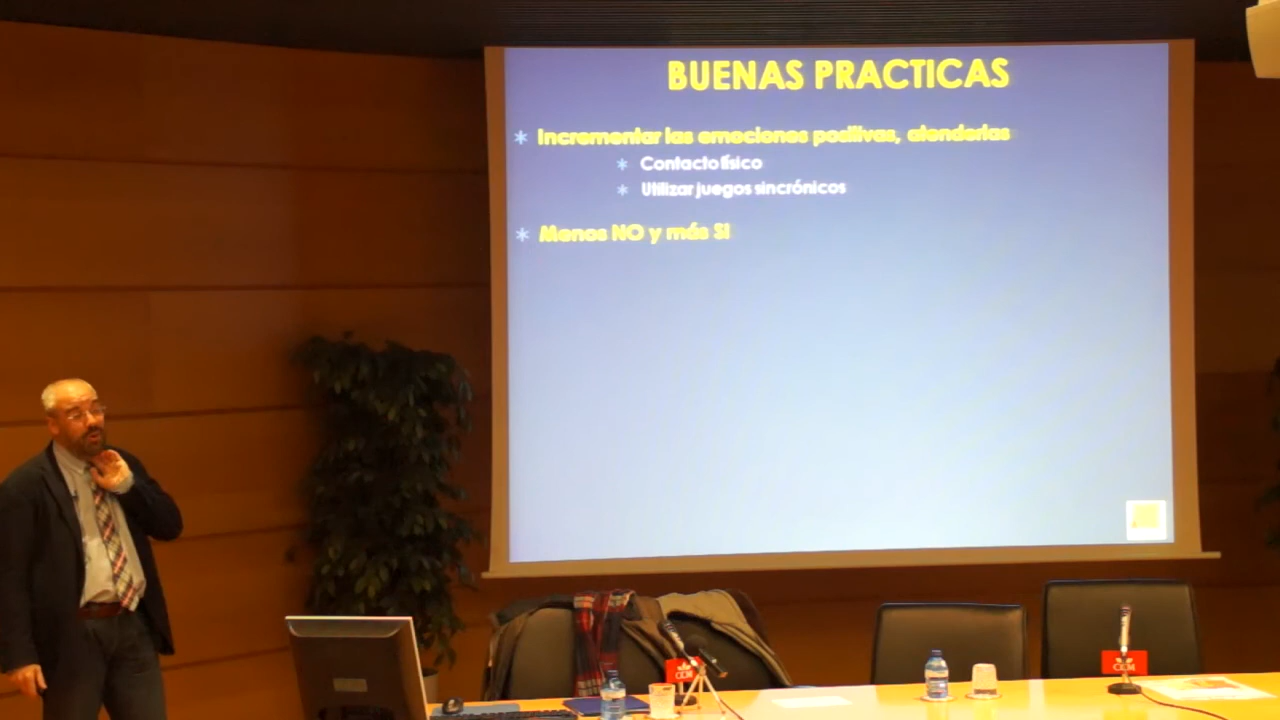 BUENAS PRACTICAS
Incrementar las emociones positivas, atenderlas
Contacto físico
Utilizar juegos sincrónicos
Menos NO y más SI